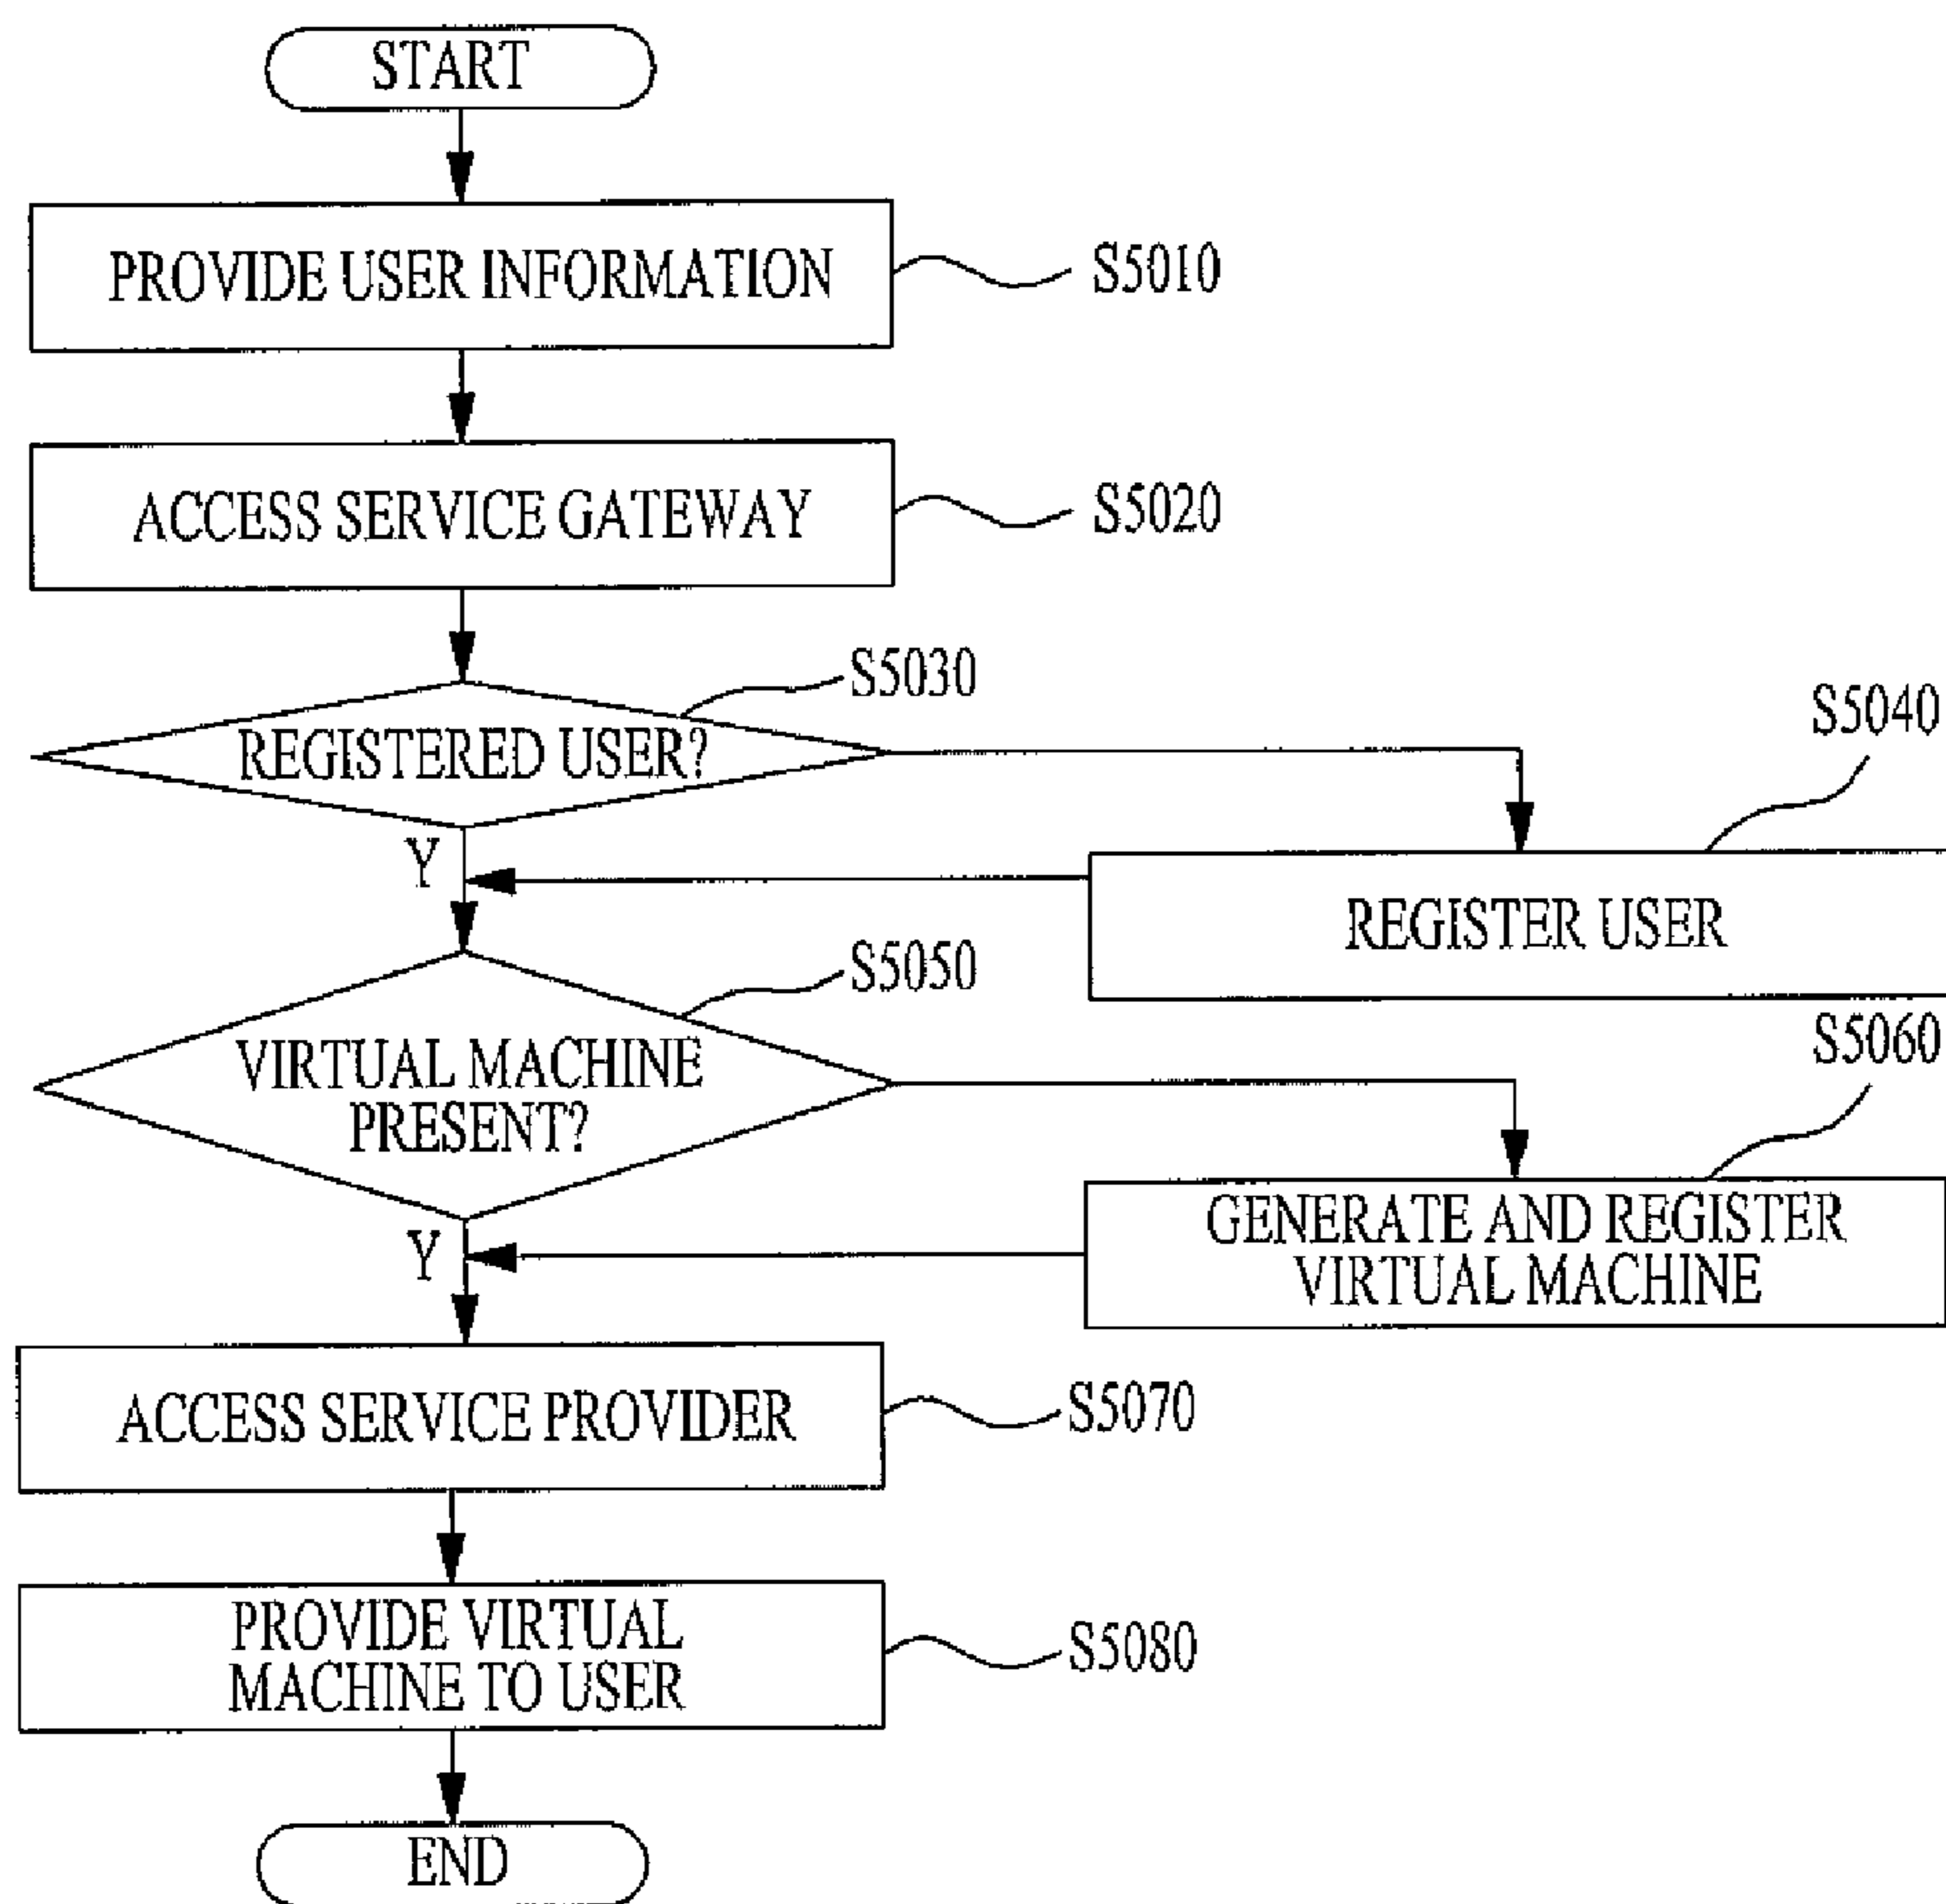 START
PROVIDE USER INFORMATION
S5010
ACCESS SERVICE GATEWAY
S5020
S5030
REGISTERED USER?
S5040
Y
REGISTER USER
S5050
VIRTUAL MACHINE
PRESENT?
S5060
GENERATE AND REGISTER
VIRTUAL MACHINE
Y
ACCESS SERVICE PROVIDER
S5070
PROVIDE VIRTUAL
MACHINE TO USER
S5080
END